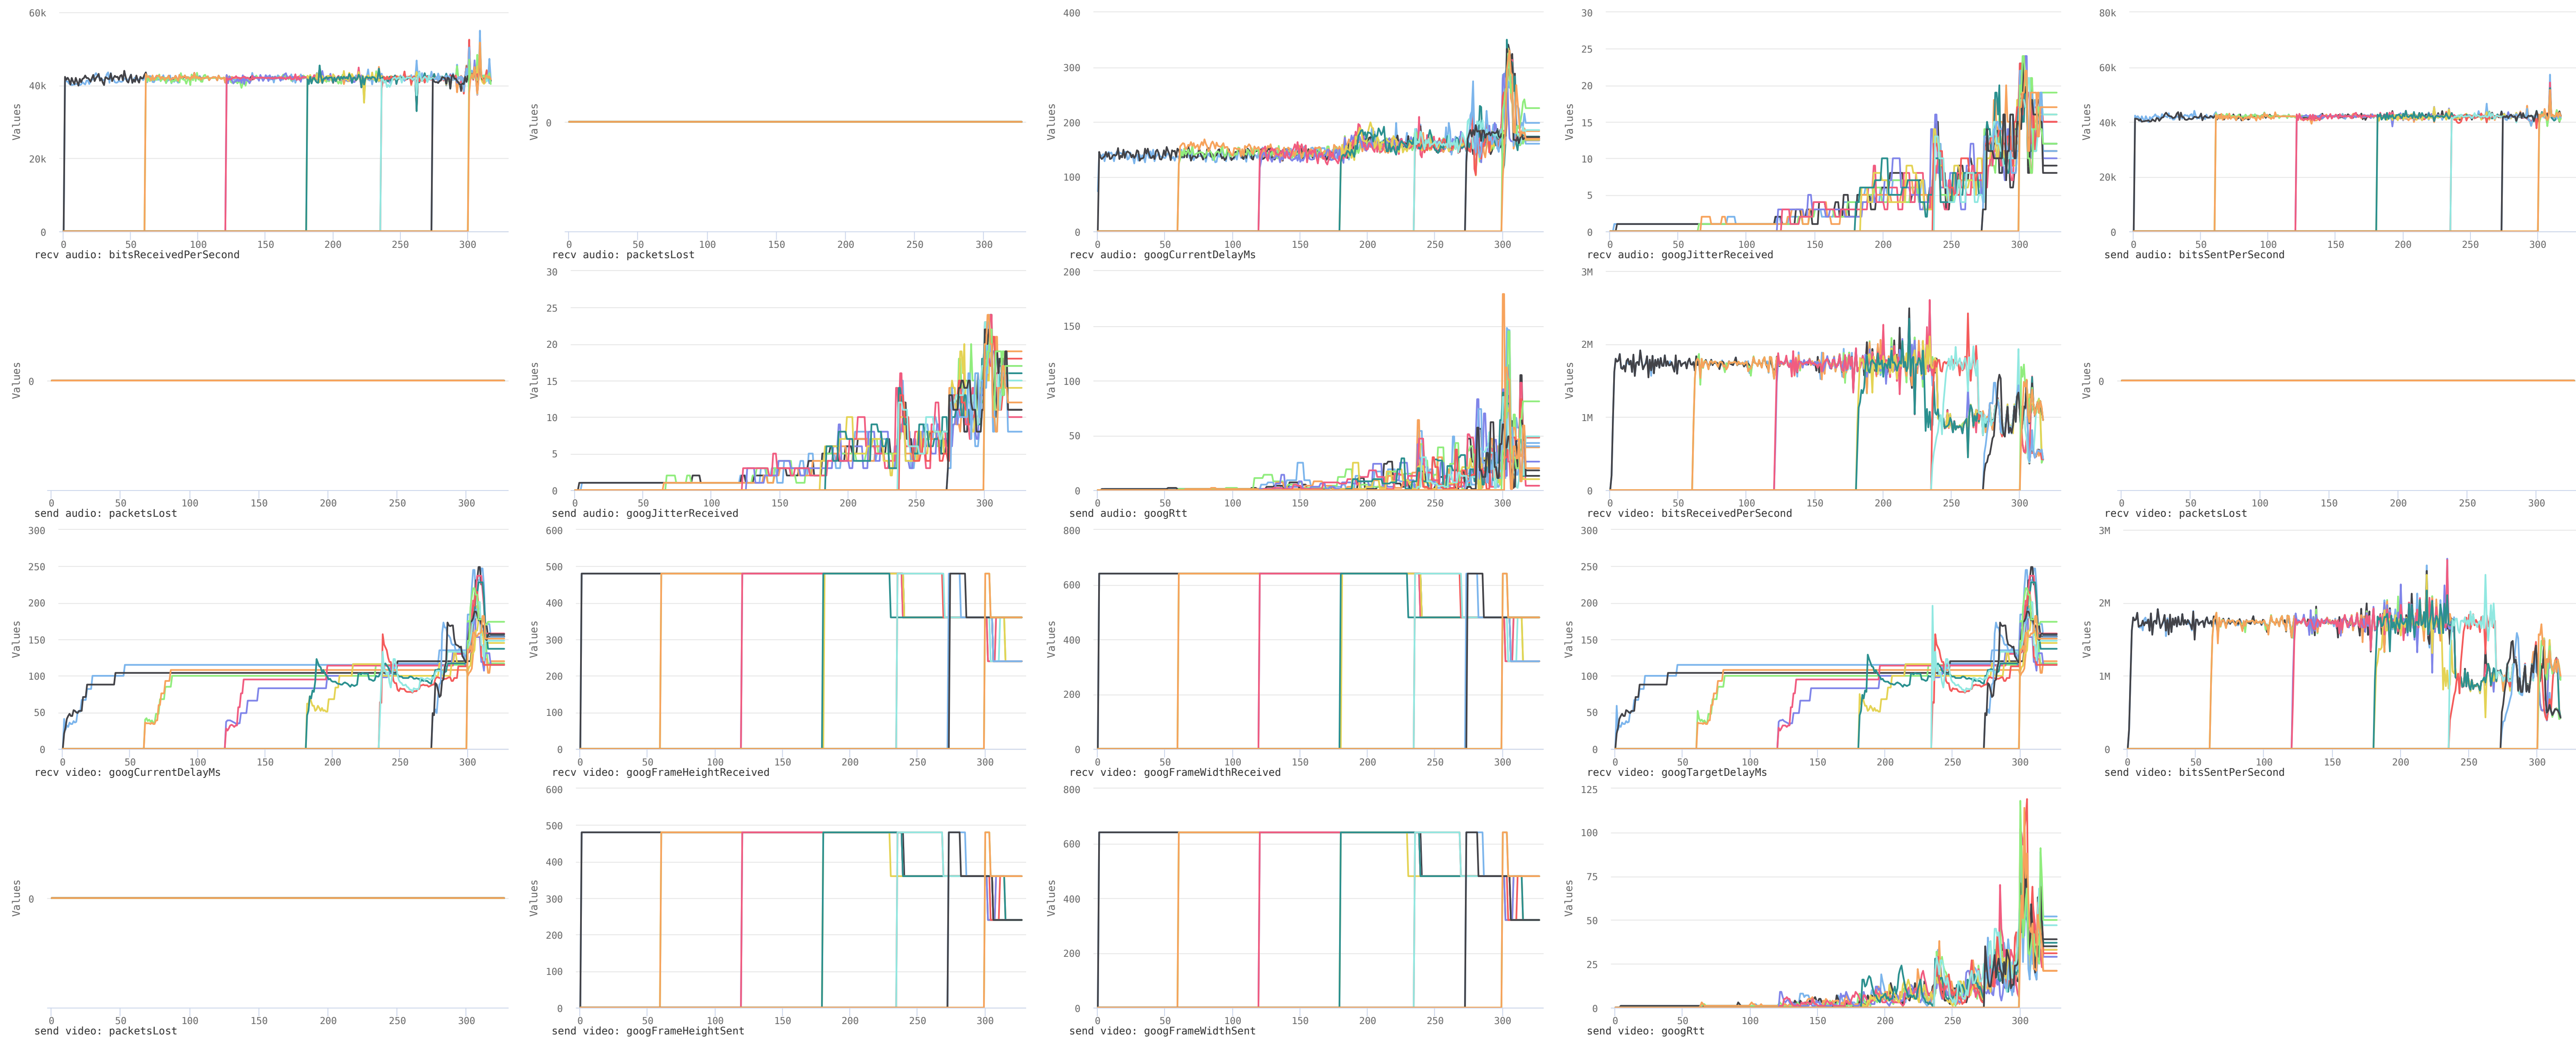 60k
40k
20k
0
Values
0 50 100 150 200 250 300
recv audio: bitsReceivedPerSecond
Values
0
0 50 100 150 200 250 300
recv audio: packetsLost
400
300
200
100
0
Values
0 50 100 150 200 250 300
recv audio: googCurrentDelayMs
30
25
20
15
10
5
0
Values
0 50 100 150 200 250 300
recv audio: googJitterReceived
80k
60k
40k
20k
0
Values
0 50 100 150 200 250 300
send audio: bitsSentPerSecond
Values
0
0 50 100 150 200 250 300
send audio: packetsLost
30
25
20
15
10
5
0
Values
0 50 100 150 200 250 300
send audio: googJitterReceived
200
150
100
50
0
Values
0 50 100 150 200 250 300
send audio: googRtt
3M
2M
1M
0
Values
0 50 100 150 200 250 300
recv video: bitsReceivedPerSecond
Values
0
0 50 100 150 200 250 300
recv video: packetsLost
300
250
200
150
100
50
0
Values
0 50 100 150 200 250 300
recv video: googCurrentDelayMs
600
500
400
300
200
100
0
Values
0 50 100 150 200 250 300
recv video: googFrameHeightReceived
800
600
400
200
0
Values
0 50 100 150 200 250 300
recv video: googFrameWidthReceived
300
250
200
150
100
50
0
Values
0 50 100 150 200 250 300
recv video: googTargetDelayMs
3M
2M
1M
0
Values
0 50 100 150 200 250 300
send video: bitsSentPerSecond
Values
0
0 50 100 150 200 250 300
send video: packetsLost
600
500
400
300
200
100
0
Values
0 50 100 150 200 250 300
send video: googFrameHeightSent
800
600
400
200
0
Values
0 50 100 150 200 250 300
send video: googFrameWidthSent
125
100
75
50
25
0
Values
0 50 100 150 200 250 300
send video: googRtt